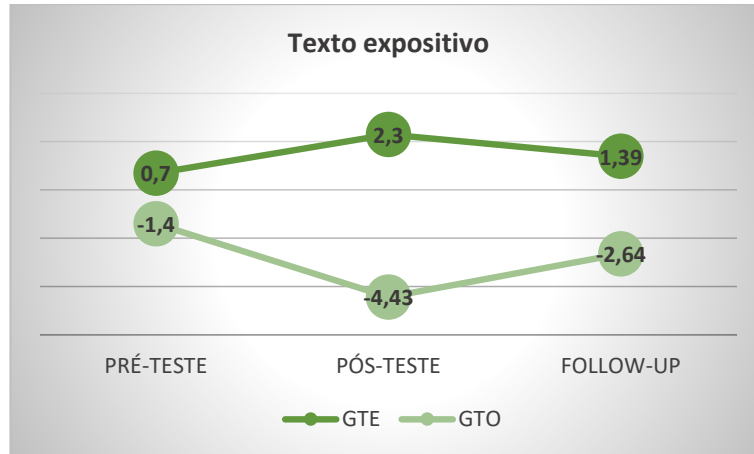 Texto expositivo
0,7
2,3
1,39
-1,4
-4,43
-2,64
PRÉ-TESTE PÓS-TESTE FOLLOW-UP
GTE GTO